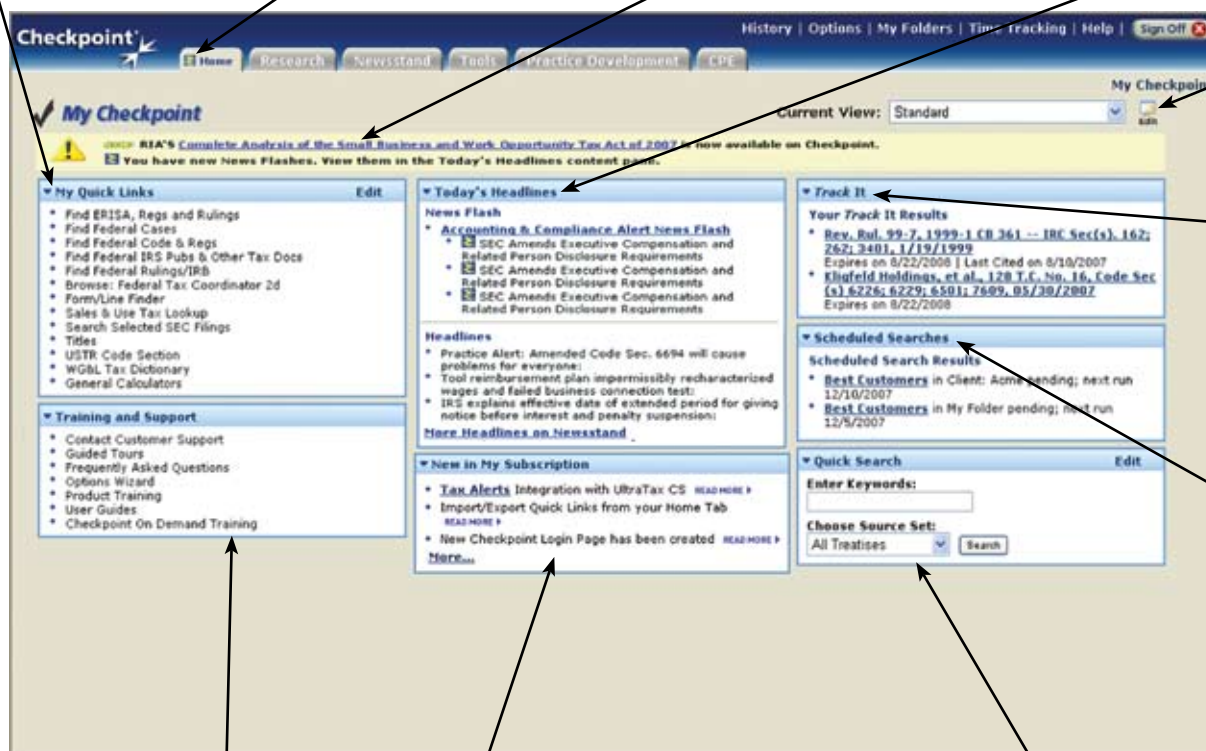 Checkpoint
History | Options | My Folders | Time Tracking | Help | Sign Off
Home Research Newsstand Tools Practice Development CPE
My Checkpoin
My Checkpoint
Current View: Standard
Edit
RIA'S Complete Analysis of the Small Business and Work Opportunity Tax Act of 2007 is now available on Checkpoint.
You have new News Flashes. View them in the Today's Headlines content pane.
My Quick Links Edit
Find ERISA, Regs and Rulings
Find Federal Cases
Find Federal Code & Regs
Find Federal IRS Pubs & Other Tax Docs
Find Federal Rulings/IRB
Browse: Federal Tax Coordinator 2d
Form/Line Finder
Sales & Use Tax Lookup
Search Selected SEC Filings
Titles
USTR Code Section
WG&L Tax Dictionary
General Calculators
Training and Support
Contact Customer Support
Guided Tours
Frequently Asked Questions
Options Wizard
Product Training
User Guides
Checkpoint On Demand Training
Today's Headlines
News Flash
Accounting & Compliance Alert News Flash
SEC Amends Executive Compensation and
Related Person Disclosure Requirements
SEC Amends Executive Compensation and
Related Person Disclosure Requirements
SEC Amends Executive Compensation and
Related Person Disclosure Requirements
Headlines
Practice Alert: Amended Code Sec. 6694 will cause
problems for everyone:
Tool reimbursement plan impermissibly recharacterized
wages and failed business connection test:
IRS explains effective date of extended period for giving
notice before interest and penalty suspension:
More Headlines on Newsstand
New in My Subscription
Tax Alerts Integration with UltraTax CS READ MORE
Import/Export Quick Links from your Home Tab
READ MORE
New Checkpoint Login Page has been created READ MORE
More...
Track It
Your Track It Results
Rev. Rul. 99-7, 1999-1 CB 361 -- IRC Sec(s). 162;
262; 3401, 1/19/1999
Expires on 8/22/2008 | Last Cited on 8/10/2007
Kligfeld Holdings, et al., 128 T.C. No. 16, Code Sec
(s) 6226; 6229; 6501; 7609, 05/30/2007
Expires on 8/22/2008
Scheduled Searches
Scheduled Search Results
Best Customers in Client: Acme pending; next run
12/10/2007
Best Customers in My Folder pending; next run
12/5/2007
Quick Search Edit
Enter Keywords:
Choose Source Set:
All Treatises Search